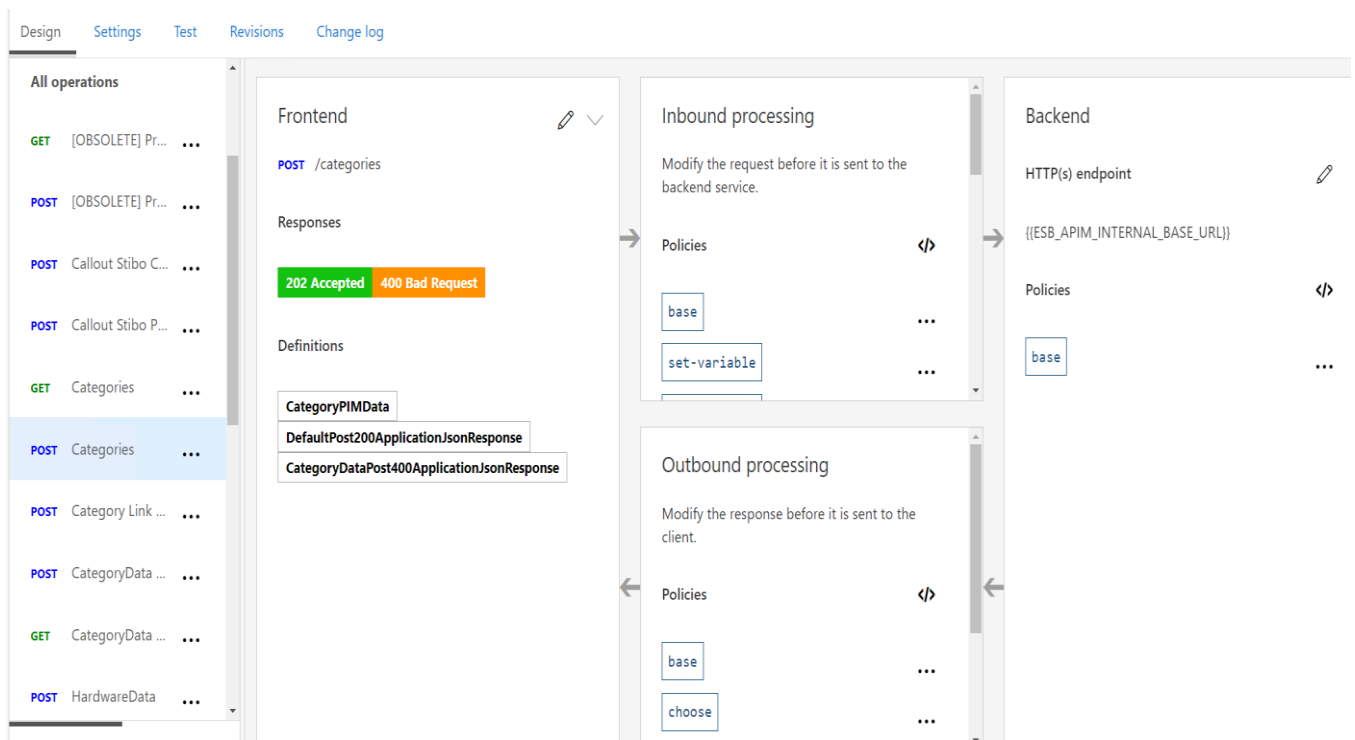 Design Settings Test Revisions Change log
All operations
GET [OBSOLETE] Pr... ...
POST [OBSOLETE] Pr... ...
POST Callout Stibo C... ...
POST Callout Stibo P... ...
GET Categories ...
POST Categories ...
POST Category Link ... ...
POST CategoryData ... ...
GET CategoryData ... ...
POST HardwareData ...
Frontend
POST /categories
Responses
202 Accepted 400 Bad Request
Definitions
CategoryPIMData
DefaultPost200ApplicationJsonResponse
CategoryDataPost400ApplicationJsonResponse
Inbound processing
Modify the request before it is sent to the
backend service.
Policies </>
base ...
set-variable ...
Outbound processing
Modify the response before it is sent to the
client.
Policies </>
base ...
choose ...
Backend
HTTP(s) endpoint
{{ESB_APIM_INTERNAL_BASE_URL}}
Policies </>
base ...